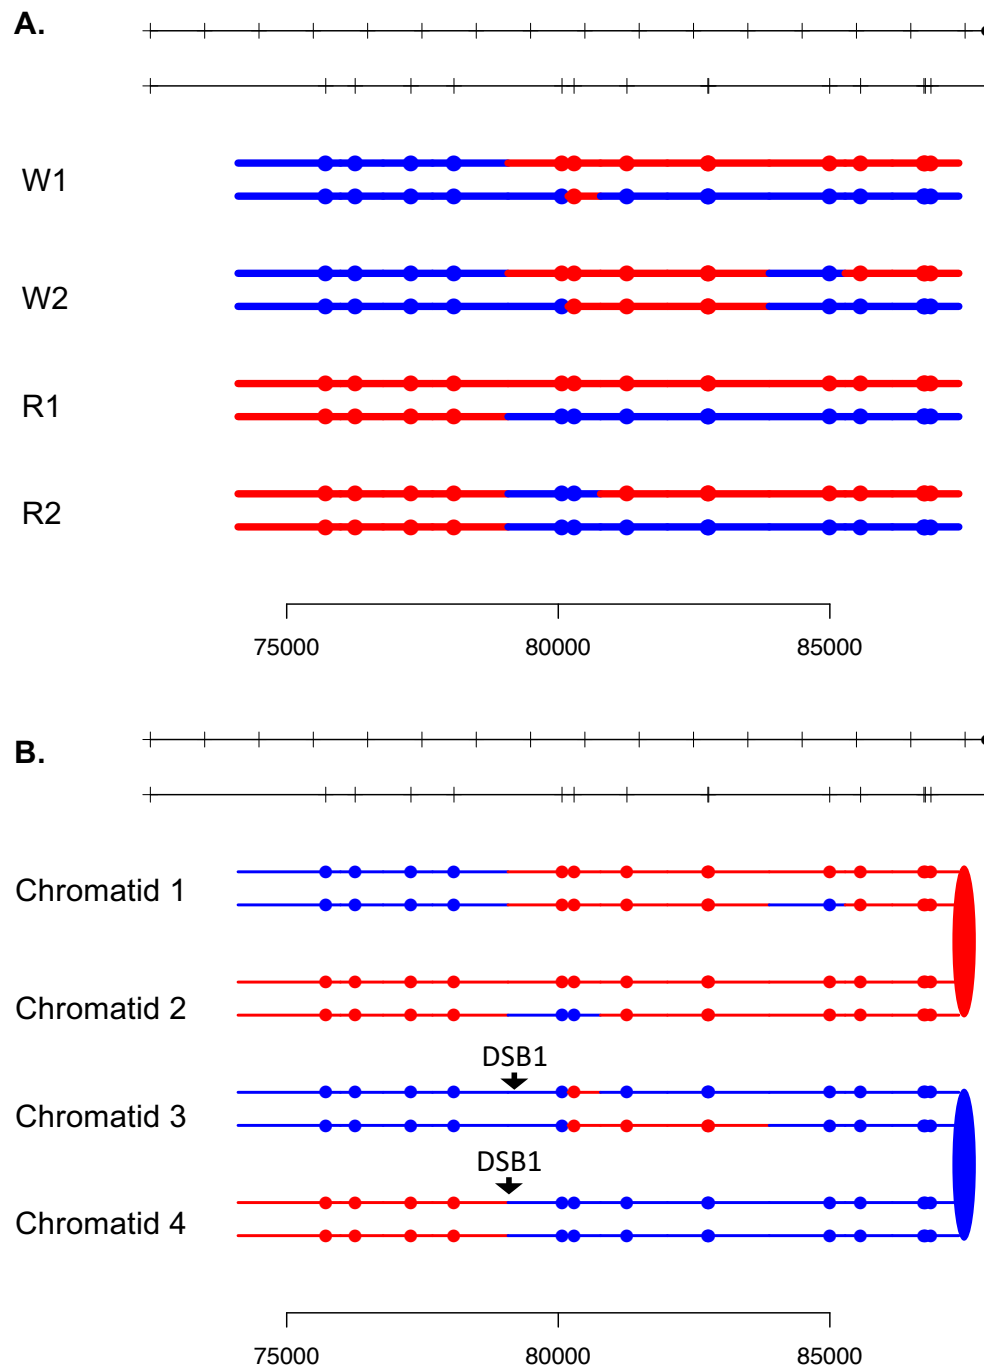 A.
W1
W2
R1
R2
75000 80000 85000
B.
Chromatid 1
Chromatid 2
DSB1
Chromatid 3
DSB1
Chromatid 4
75000 80000 85000